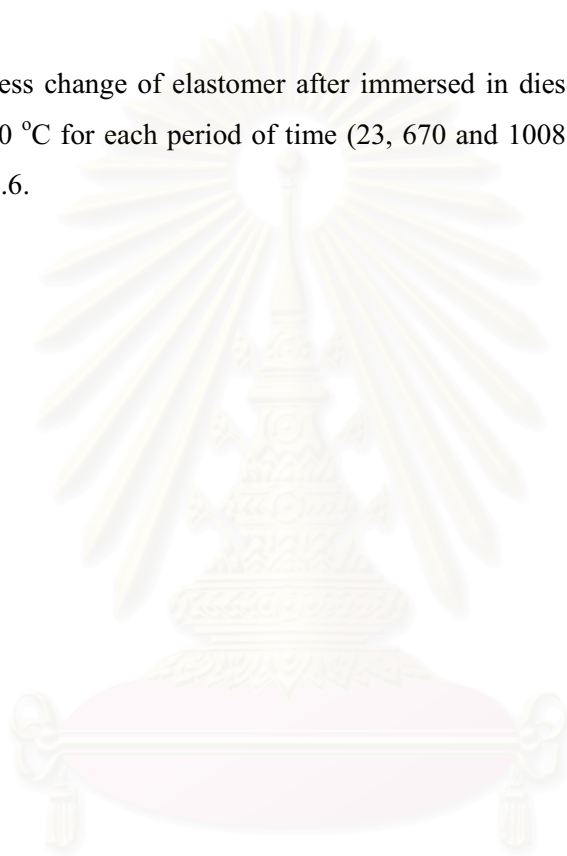 ess change of elastomer after immersed in dies
0 °C for each period of time (23, 670 and 1008
.6.